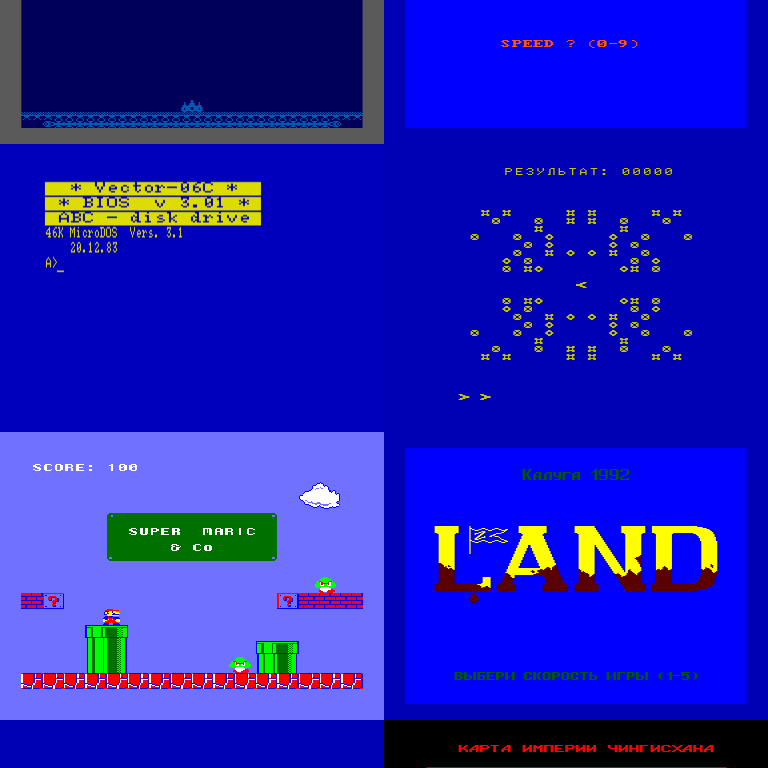 SPEED ? (0-9)
* Vector-06C *
* BIOS v 3.01 *
ABC - disk drive
46K MicroDOS Vers. 3.1
20.12.83
A>_
РЕЗУЛЬТАТ: 00000
> >
SCORE: 100
SUPER MARIC
& Co
? ?
Калуга 1992
LAND
ВЫБЕРИ СКОРОСТЬ ИГРЫ (1-5)
КАРТА ИМПЕРИИ ЧИНГИСХАНА